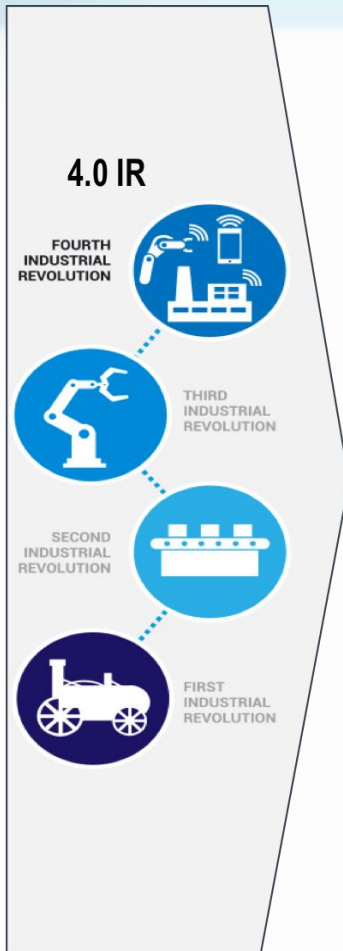 4.0 IR
FOURTH
INDUSTRIAL
REVOLUTION
THIRD
INDUSTRIAL
REVOLUTION
SECOND
INDUSTRIAL
REVOLUTION
FIRST
INDUSTRIAL
REVOLUTION